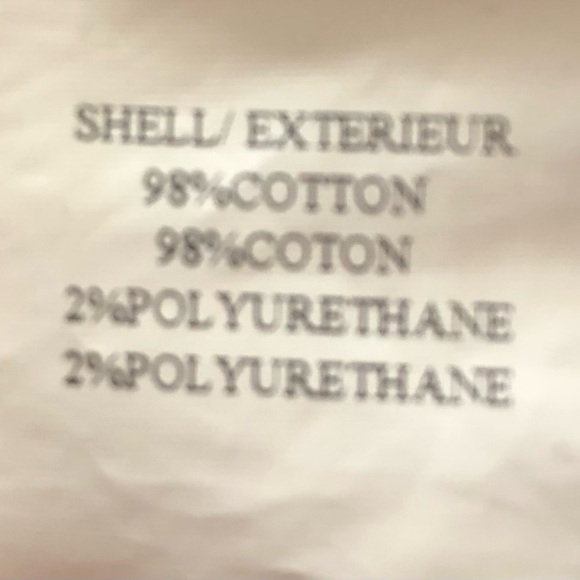 SHELL/ EXTERIEUR
98%COTTON
98%COTON
2%POLYURETHANE
2%POLYURETHANE